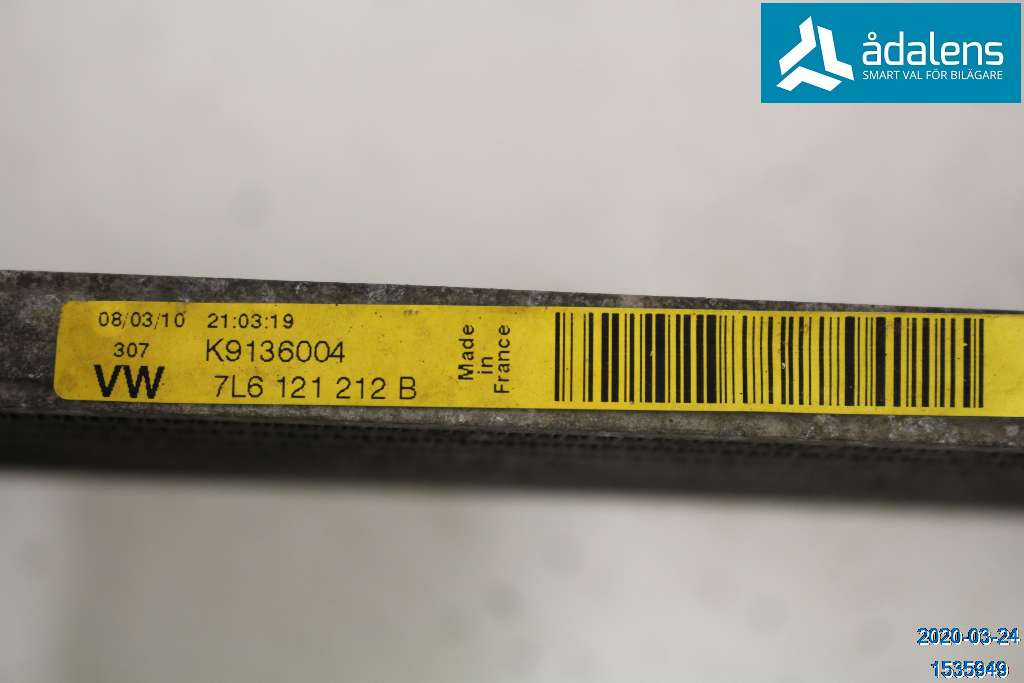 ådalens
SMART VAL FÖR BILÄGARE
08/03/10 21:03:19
307 K9136004
VW 7L6 121 212 B
Made
in
France
2020-03-24
1535949